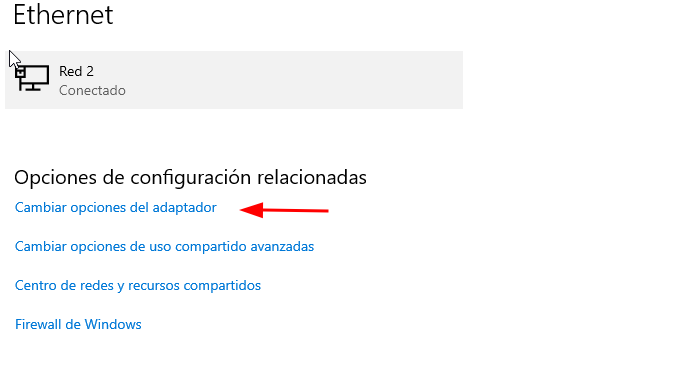 Ethernet
Red 2
Conectado
Opciones de configuración relacionadas
Cambiar opciones del adaptador
Cambiar opciones de uso compartido avanzadas
Centro de redes y recursos compartidos
Firewall de Windows